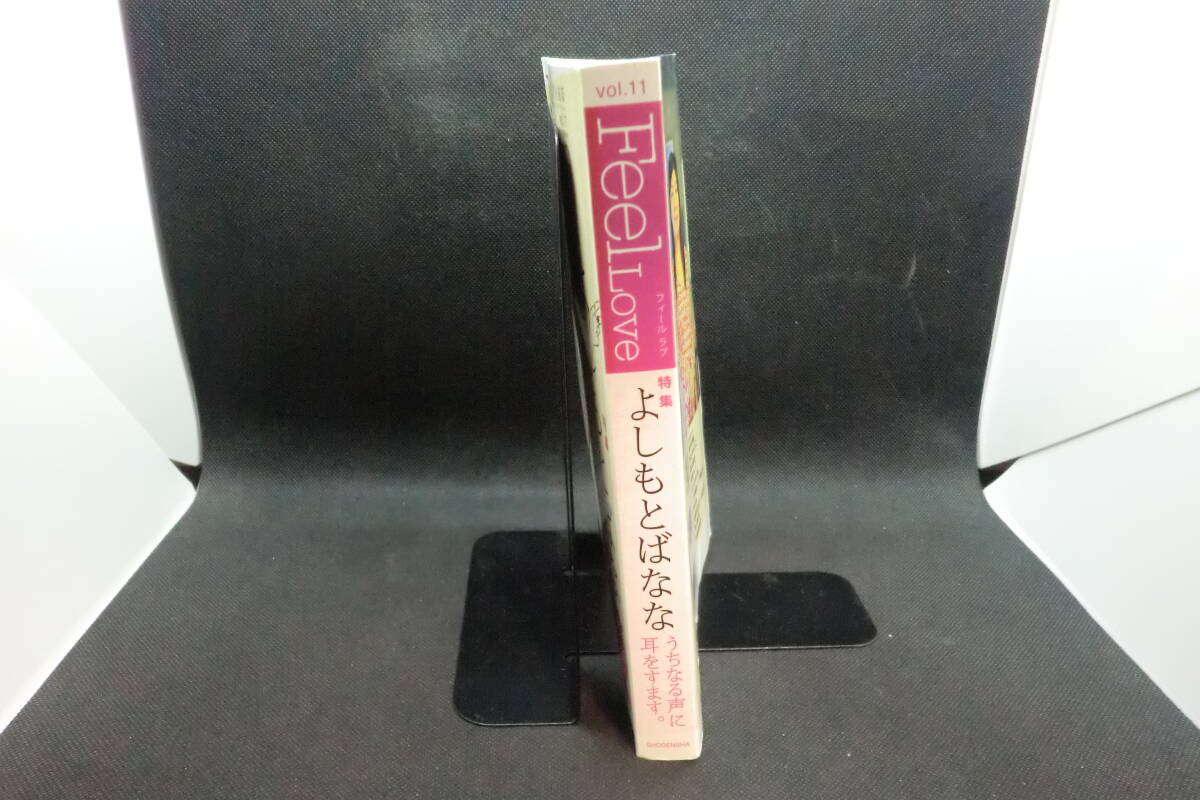 vol.11
Feel Love
フィール ラブ
特集
よしもとばなな
うちなる声に
耳をすます。
SHODENSHA